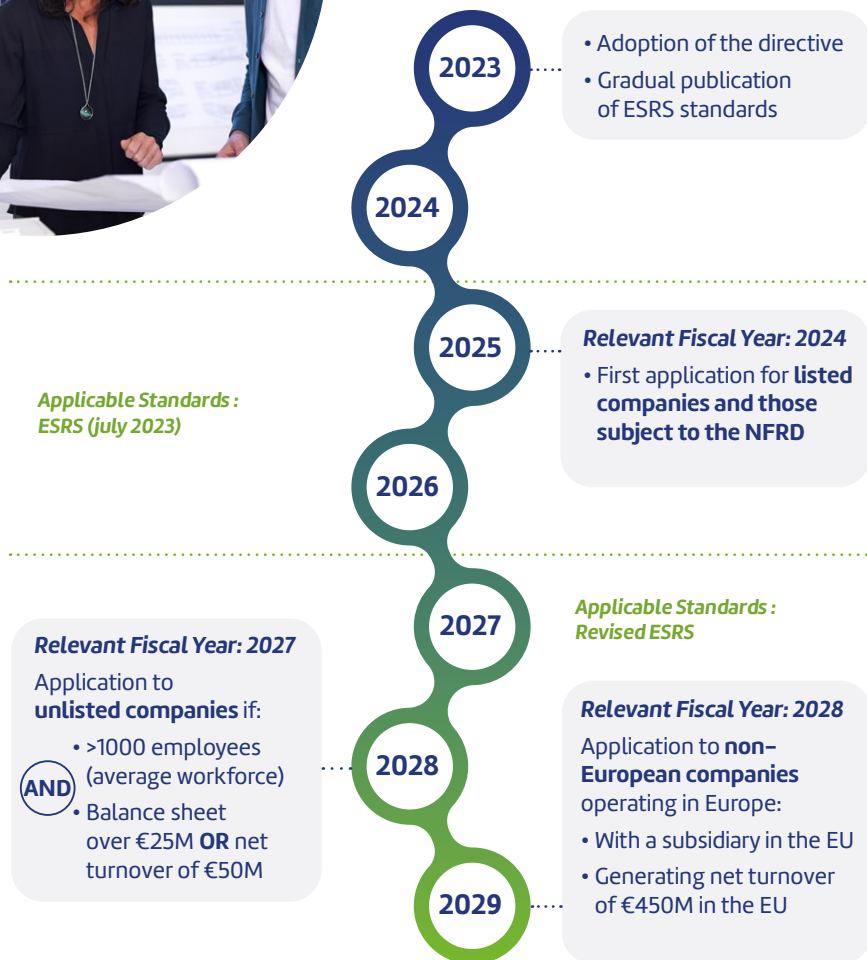 2023
• Adoption of the directive
• Gradual publication
of ESRS standards
2024
2025
Relevant Fiscal Year: 2024
• First application for listed
companies and those
subject to the NFRD
Applicable Standards :
ESRS (july 2023)
2026
2027
Applicable Standards :
Revised ESRS
Relevant Fiscal Year: 2027
Application to
unlisted companies if:
• >1000 employees
(average workforce)
AND
• Balance sheet
over €25M OR net
turnover of €50M
2028
Relevant Fiscal Year: 2028
Application to non-
European companies
operating in Europe:
• With a subsidiary in the EU
• Generating net turnover
of €450M in the EU
2029